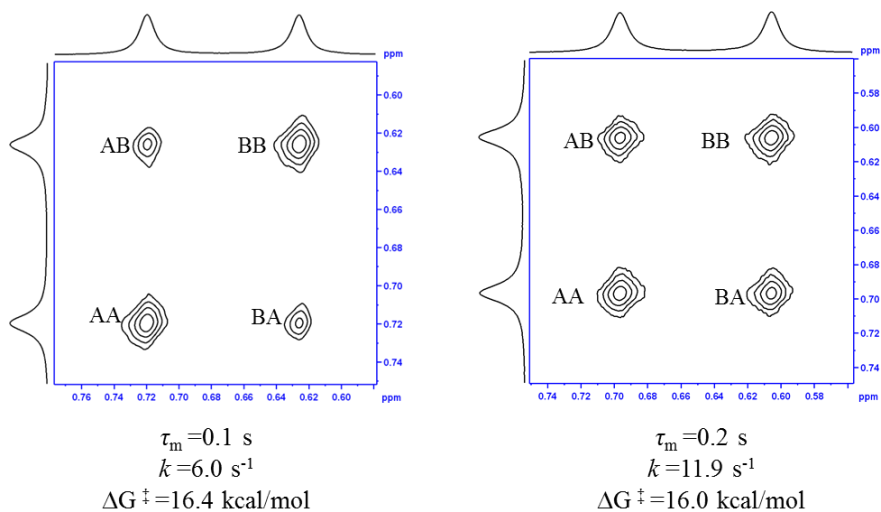 ppm
0.60
AB BB
0.62
0.64
0.66
0.68
0.70
AA BA
0.72
0.74
0.76 0.74 0.72 0.70 0.68 0.66 0.64 0.62 0.60 ppm
τm =0.1 s
k =6.0 s-1
ΔG‡ =16.4 kcal/mol
ppm
0.58
AB BB
0.60
0.62
0.64
0.66
0.68
AA BA
0.70
0.72
0.74
0.74 0.72 0.70 0.68 0.66 0.64 0.62 0.60 0.58 ppm
τm =0.2 s
k =11.9 s-1
ΔG‡ =16.0 kcal/mol